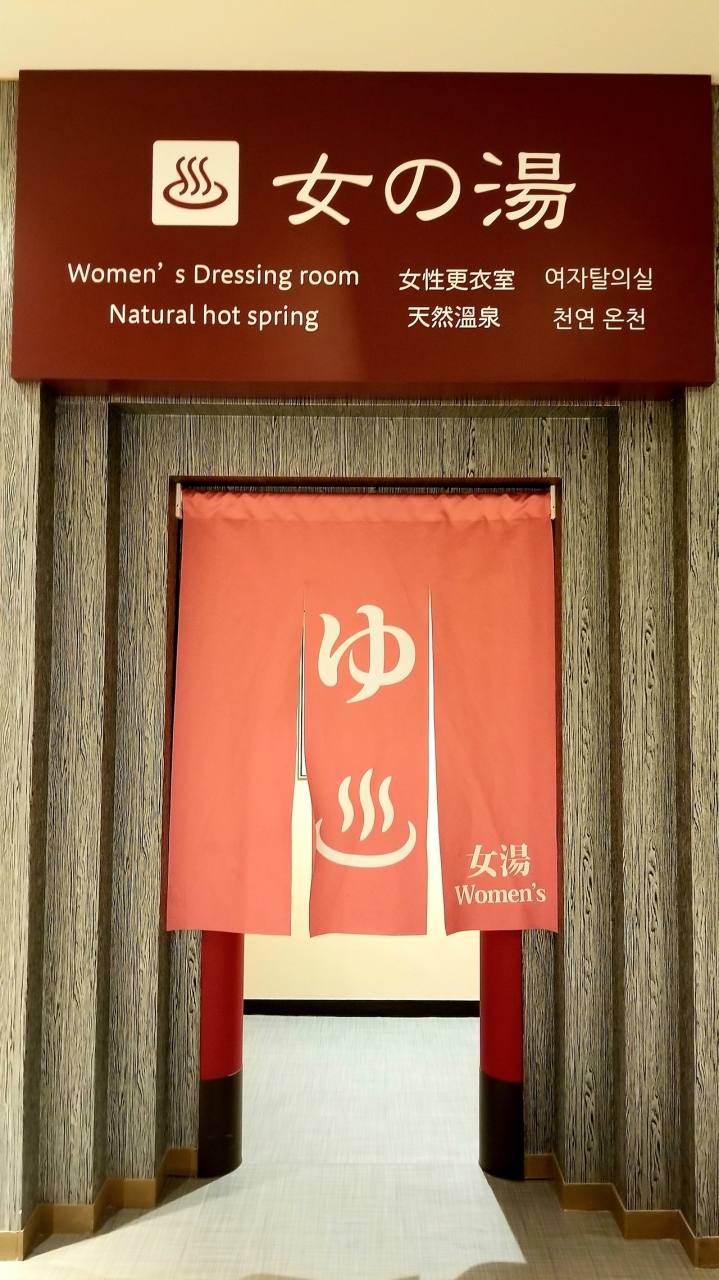 女の湯
Women’s Dressing room
Natural hot spring
女性更衣室
天然溫泉
여자탈의실
천연 온천
ゆ
女湯
Women's